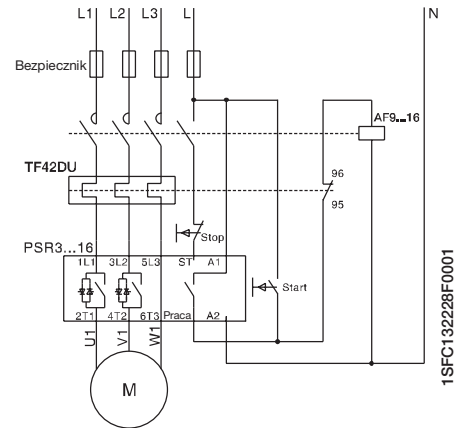 L1 L2 L3 L N
Bezpiecznik
AF9...16
TF42DU
96
95
Stop
PSR3...16
1L1 3L2 5L3 ST A1
Start
2T1 4T2 6T3 Praca A2
U1 V1 W1
M
1SFC132228F0001